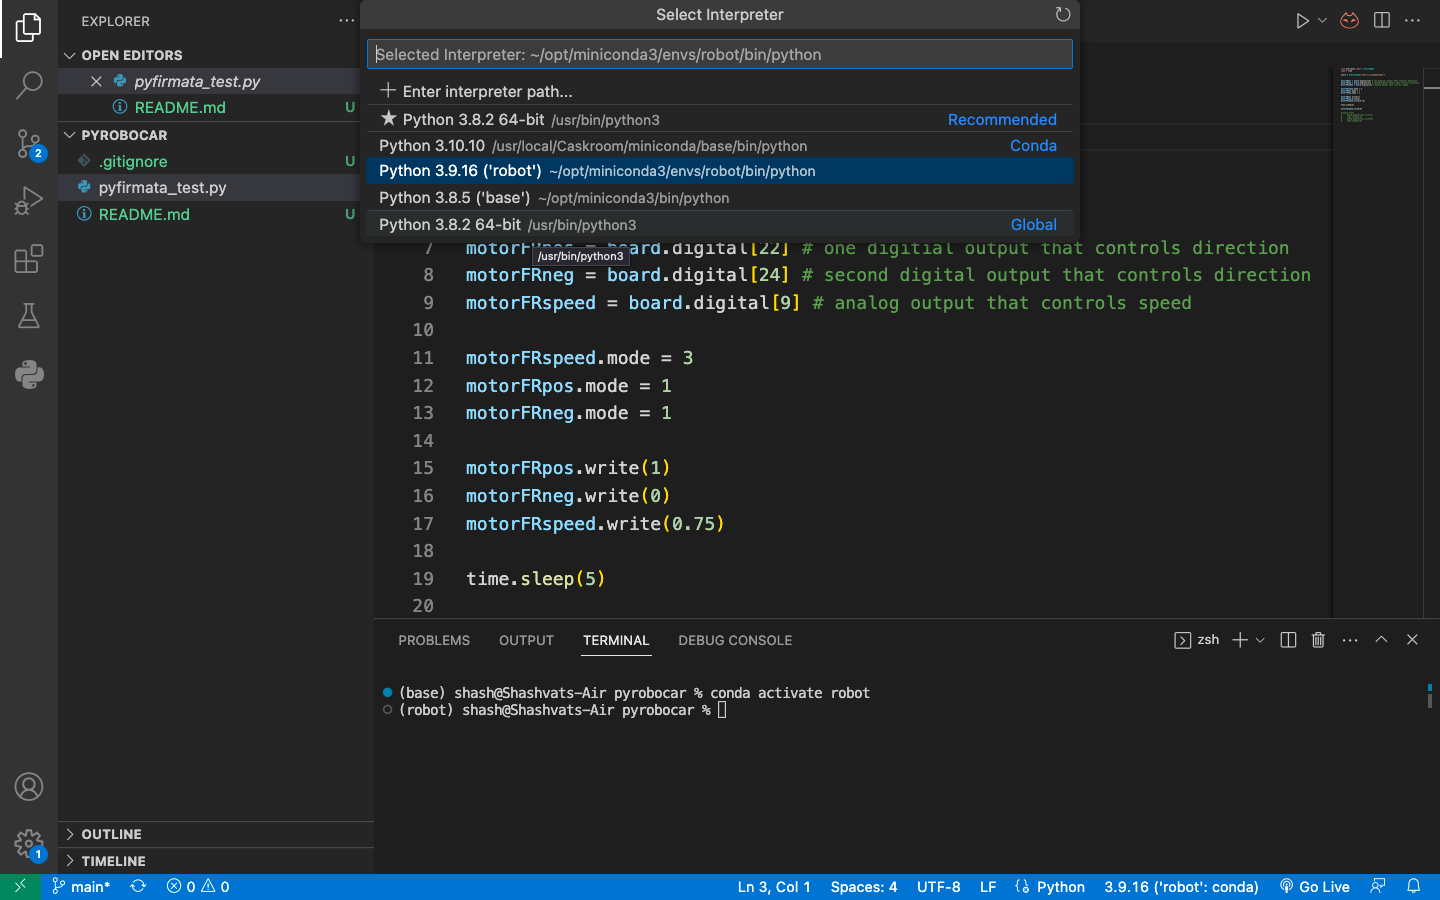 EXPLORER
OPEN EDITORS
pyfirmata_test.py
README.md U
PYROBOCAR
.gitignore U
pyfirmata_test.py
README.md U
OUTLINE
TIMELINE
2
1
Select Interpreter
Selected Interpreter: ~/opt/miniconda3/envs/robot/bin/python
Enter interpreter path...
Python 3.8.2 64-bit /usr/bin/python3 Recommended
Python 3.10.10 /usr/local/Caskroom/miniconda/base/bin/python Conda
Python 3.9.16 ('robot') ~/opt/miniconda3/envs/robot/bin/python
Python 3.8.5 ('base') ~/opt/miniconda3/bin/python
Python 3.8.2 64-bit /usr/bin/python3 Global
/usr/bin/python3
7 motorFRpos = board.digital[22] # one digitial output that controls direction
8 motorFRneg = board.digital[24] # second digital output that controls direction
9 motorFRspeed = board.digital[9] # analog output that controls speed
10
11 motorFRspeed.mode = 3
12 motorFRpos.mode = 1
13 motorFRneg.mode = 1
14
15 motorFRpos.write(1)
16 motorFRneg.write(0)
17 motorFRspeed.write(0.75)
18
19 time.sleep(5)
20
PROBLEMS OUTPUT TERMINAL DEBUG CONSOLE zsh
(base) shash@Shashvats-Air pyrobocar % conda activate robot
(robot) shash@Shashvats-Air pyrobocar %
main* 0 0 Ln 3, Col 1 Spaces: 4 UTF-8 LF Python 3.9.16 ('robot': conda) Go Live